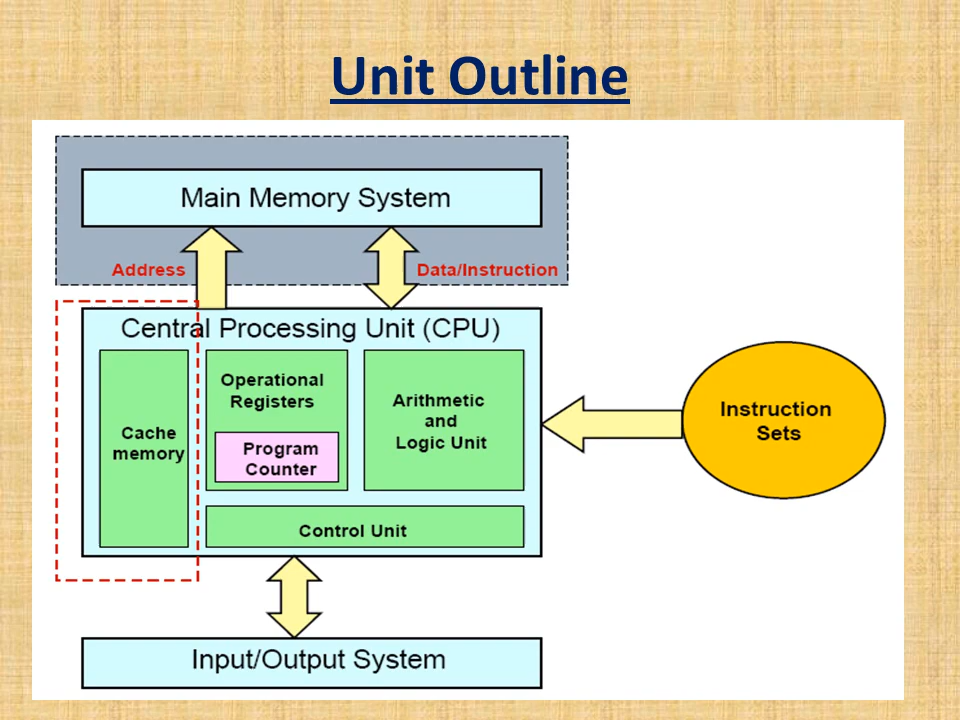 Unit Outline
Main Memory System
Address
Data/Instruction
Central Processing Unit (CPU)
Cache
memory
Operational
Registers
Program
Counter
Arithmetic
and
Logic Unit
Control Unit
Instruction
Sets
Input/Output System